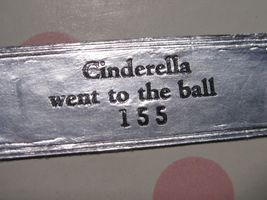 Cinderella
went to the ball
155